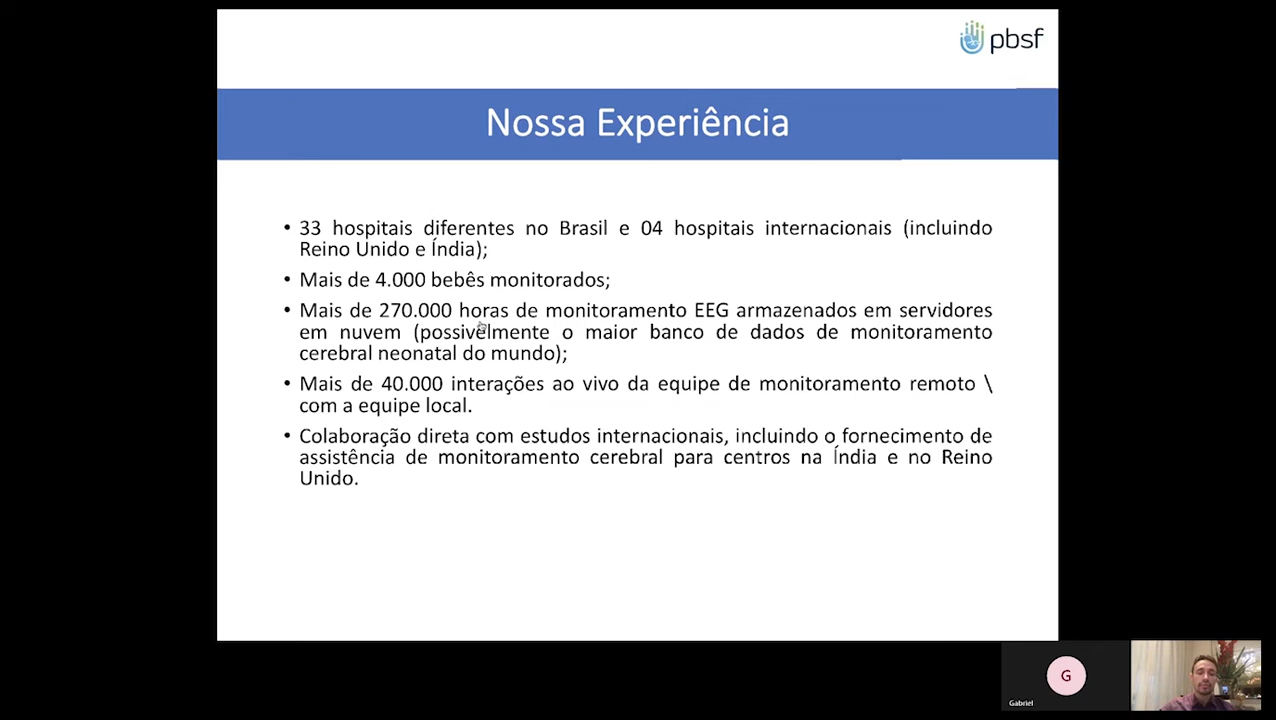 pbsf
Nossa Experiência
• 33 hospitais diferentes no Brasil e 04 hospitais internacionais (incluindo
Reino Unido e Índia);
• Mais de 4.000 bebês monitorados;
• Mais de 270.000 horas de monitoramento EEG armazenados em servidores
em nuvem (possivelmente o maior banco de dados de monitoramento
cerebral neonatal do mundo);
• Mais de 40.000 interações ao vivo da equipe de monitoramento remoto \
com a equipe local.
• Colaboração direta com estudos internacionais, incluindo o fornecimento de
assistência de monitoramento cerebral para centros na Índia e no Reino
Unido.
G
Gabriel